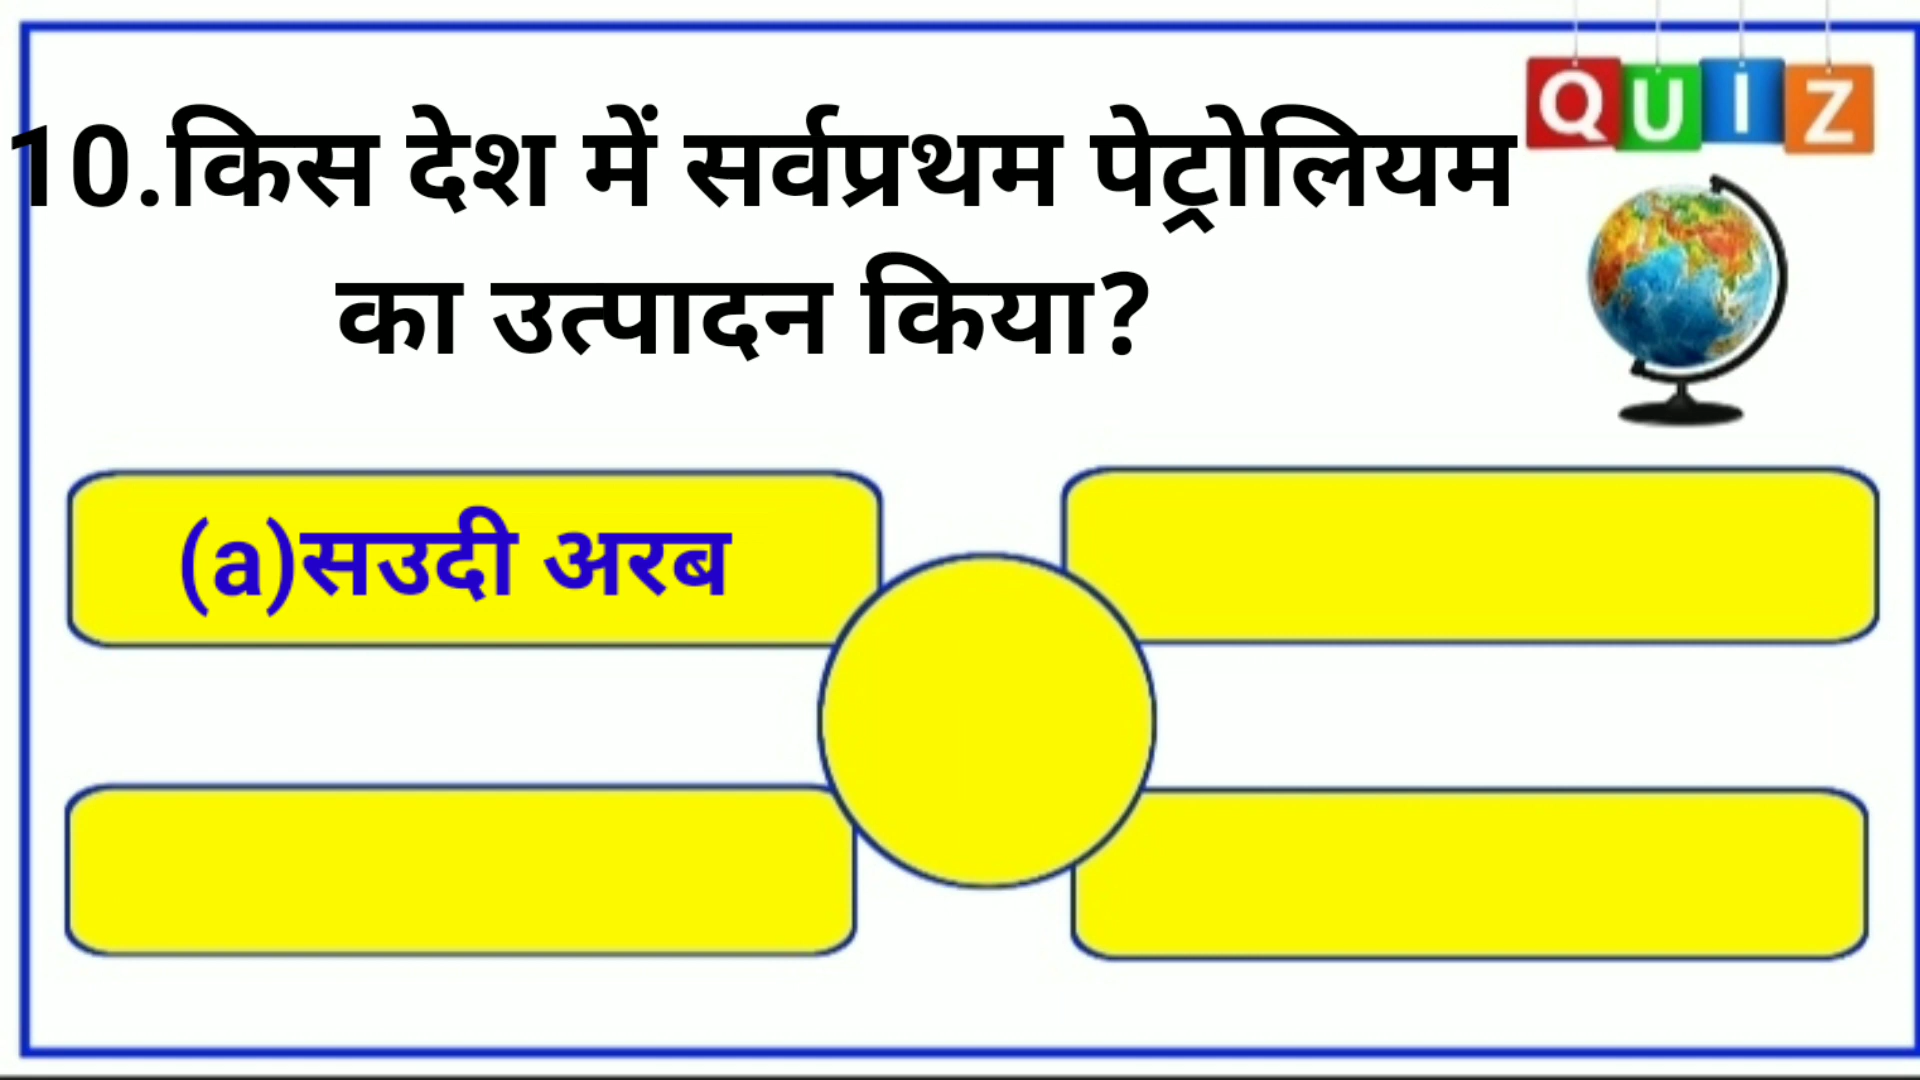 QUIZ
10.किस देश में सर्वप्रथम पेट्रोलियम
का उत्पादन किया?
(a)सउदी अरब